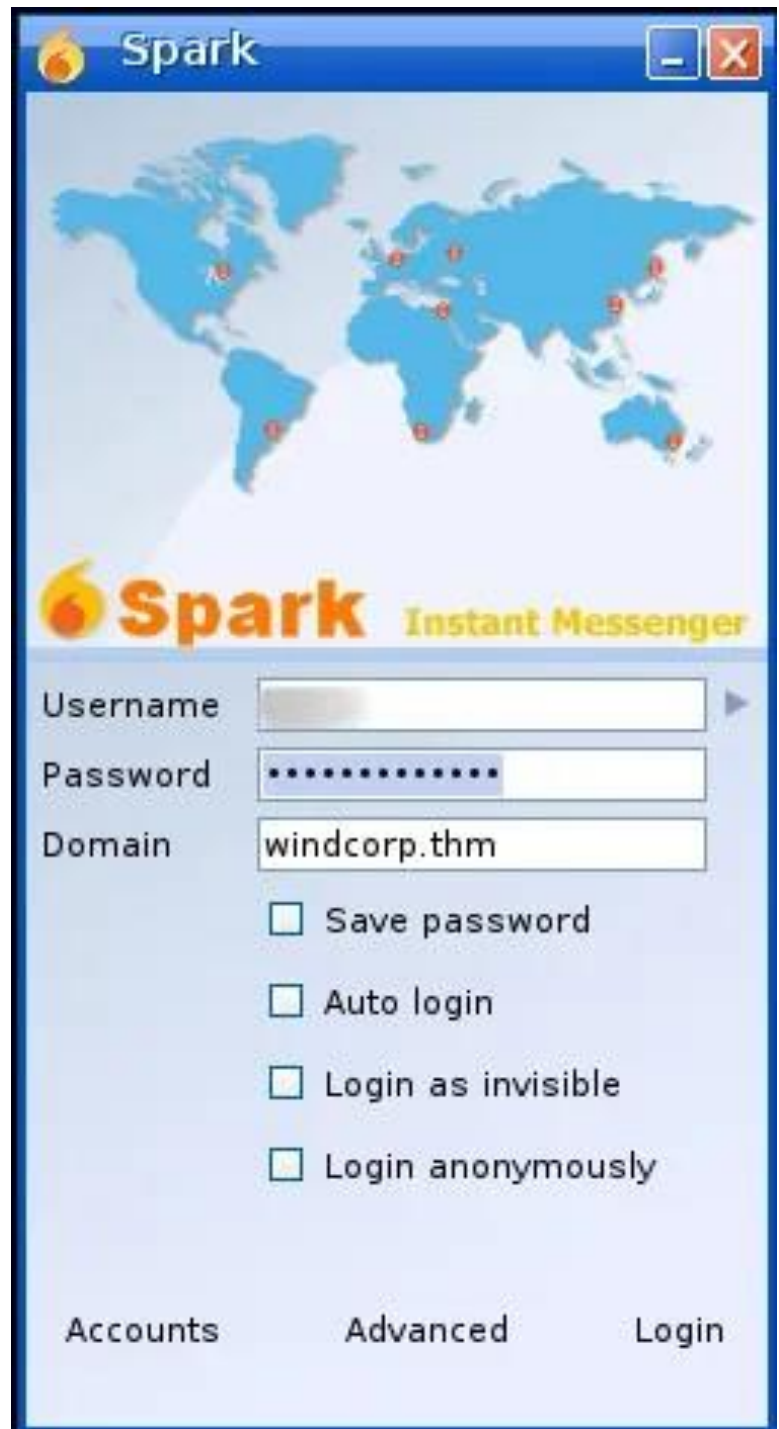 Spark
Spark Instant Messenger
Username
Password •••••••••••••
Domain windcorp.thm
Save password
Auto login
Login as invisible
Login anonymously
Accounts Advanced Login